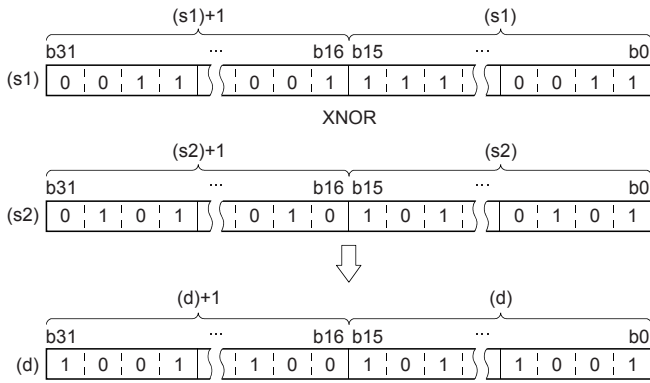 (s1)+1 (s1)
b31 ... b16 b15 ... b0
(s1) 0 0 1 1 0 0 1 1 1 1 0 0 1 1
XNOR
(s2)+1 (s2)
b31 ... b16 b15 ... b0
(s2) 0 1 0 1 0 1 0 1 0 1 0 1 0 1
(d)+1 (d)
b31 ... b16 b15 ... b0
(d) 1 0 0 1 1 0 0 1 0 1 1 0 0 1